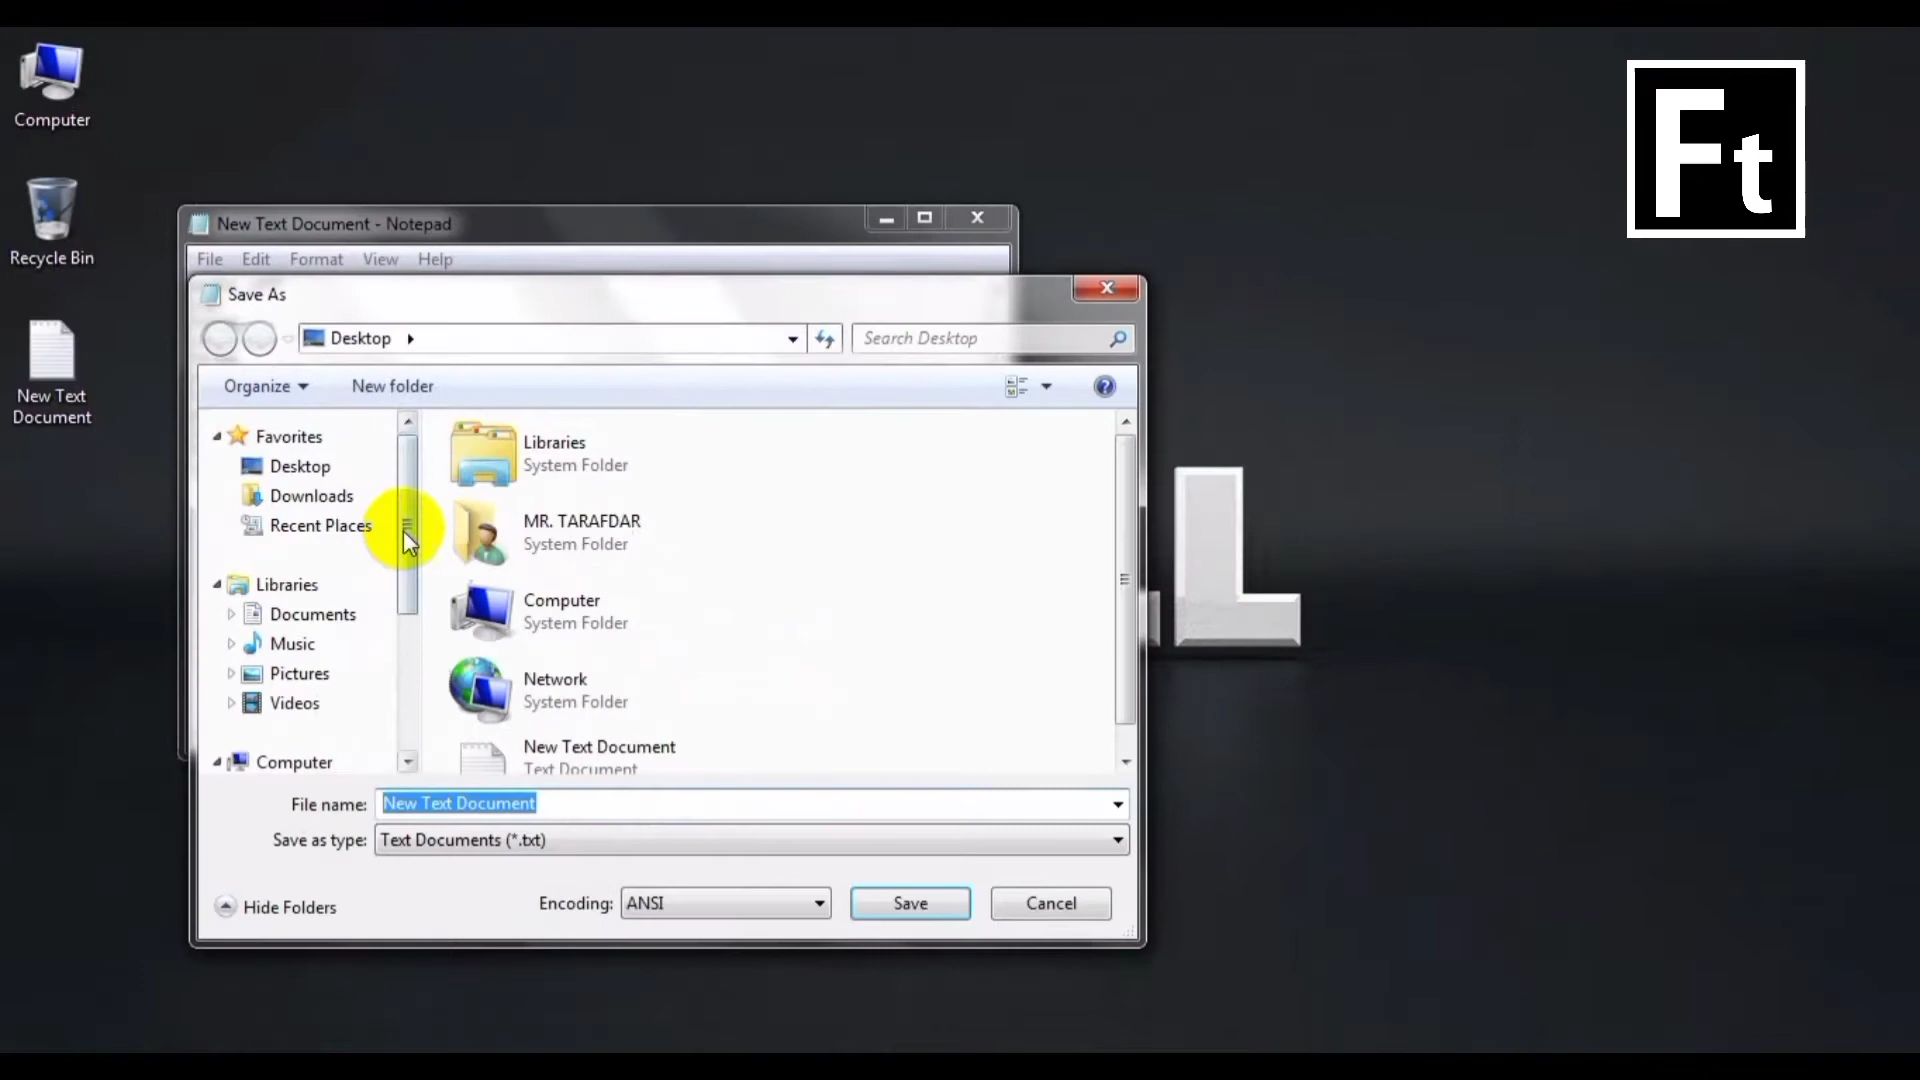 Computer
Recycle Bin
New Text
Document
Ft
New Text Document - Notepad
File Edit Format View Help
Save As
Desktop
Search Desktop
Organize New folder
Favorites
Desktop
Downloads
Recent Places
Libraries
Documents
Music
Pictures
Videos
Computer
Libraries
System Folder
MR. TARAFDAR
System Folder
Computer
System Folder
Network
System Folder
New Text Document
Text Document
File name: New Text Document
Save as type: Text Documents (*.txt)
Hide Folders
Encoding: ANSI Save Cancel
L